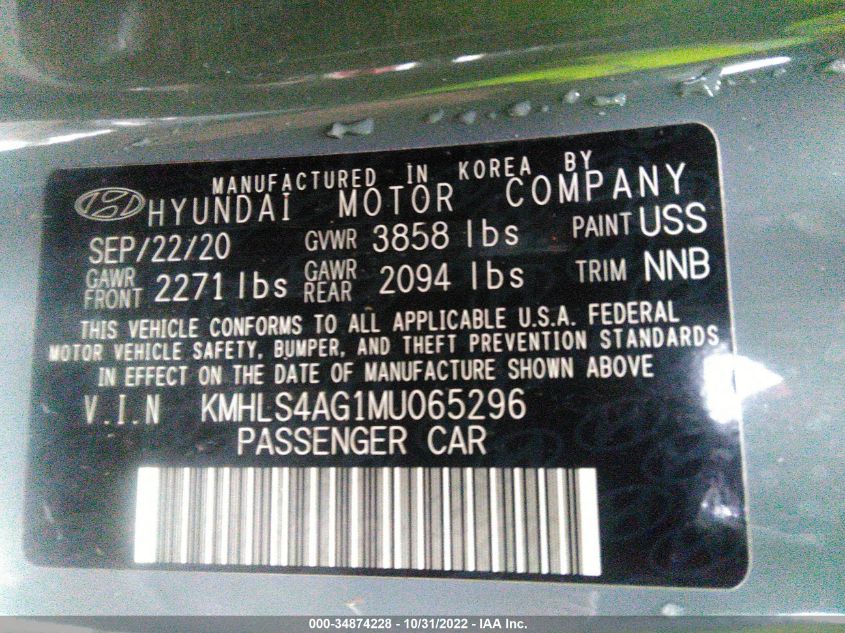 MANUFACTURED IN KOREA BY
HYUNDAI MOTOR COMPANY
SEP/22/20 GVWR 3858 lbs PAINT USS
GAWR FRONT 2271 lbs GAWR REAR 2094 lbs TRIM NNB
THIS VEHICLE CONFORMS TO ALL APPLICABLE U.S.A. FEDERAL
MOTOR VEHICLE SAFETY, BUMPER, AND THEFT PREVENTION STANDARDS
IN EFFECT ON THE DATE OF MANUFACTURE SHOWN ABOVE
V.I.N KMHLS4AG1MU065296
PASSENGER CAR
000-34874228 - 10/31/2022 - IAA Inc.